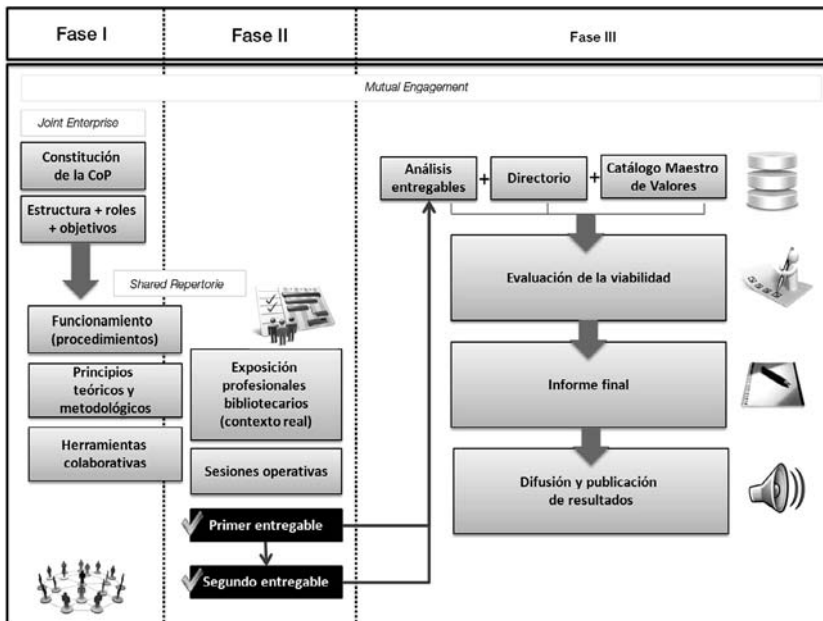 Fase I
Fase II
Fase III
Mutual Engagement
Joint Enterprise
Constitución
de la CoP
Estructura + roles
+ objetivos
Shared Repertorie
Funcionamiento
(procedimientos)
Principios
teóricos y
metodológicos
Herramientas
colaborativas
Exposición
profesionales
bibliotecarios
(contexto real)
Sesiones operativas
Primer entregable
Segundo entregable
Análisis
entregables
+
Directorio
+
Catálogo Maestro
de Valores
Evaluación de la viabilidad
Informe final
Difusión y publicación
de resultados